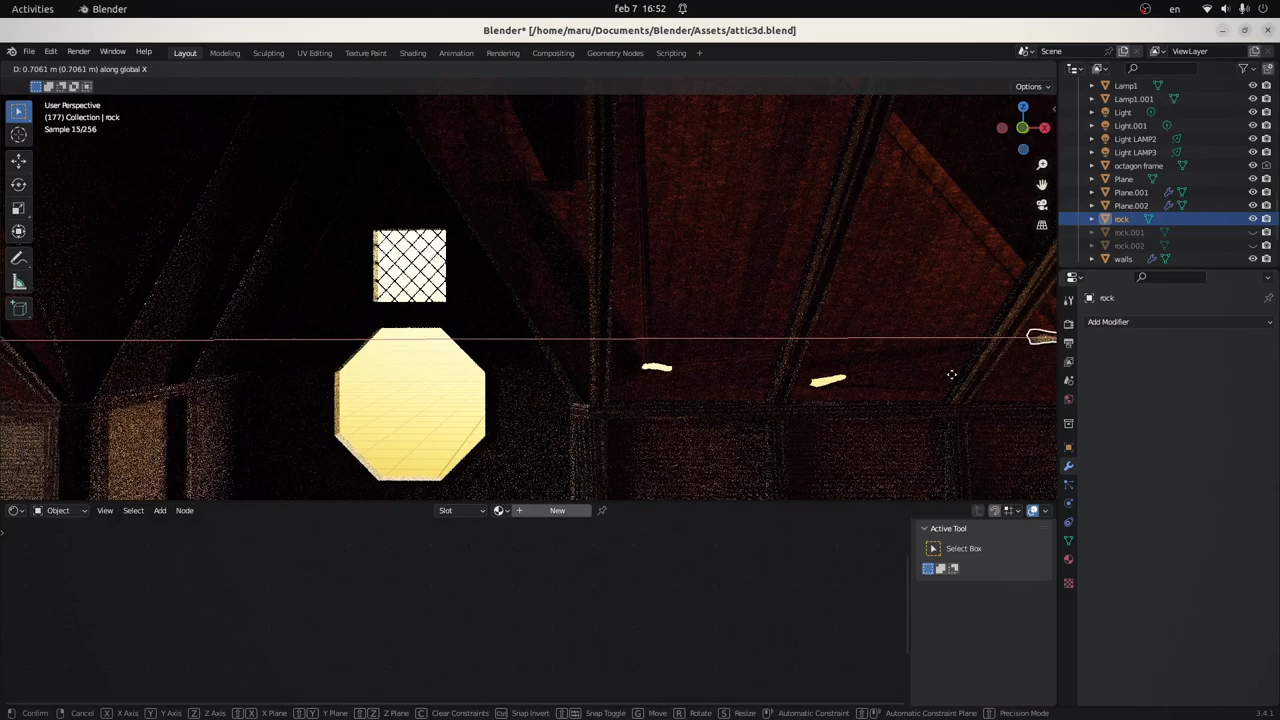 Activities Blender feb 7 16:52 en
Blender* [/home/maru/Documents/Blender/Assets/attic3d.blend]
File Edit Render Window Help Layout Modeling Sculpting UV Editing Texture Paint Shading Animation Rendering Compositing Geometry Nodes Scripting + Scene ViewLayer
D: 0.7061 m (0.7061 m) along global X
Options
User Perspective
(177) Collection | rock
Sample 15/256
Z
X
Lamp1
Lamp1.001
Light
Light.001
Light LAMP2
Light LAMP3
octagon frame
Plane
Plane.001
Plane.002
rock
rock.001
rock.002
walls
rock
Add Modifier
Object View Select Add Node Slot + New
Active Tool
Select Box
Confirm Cancel X X Axis Y Y Axis Z Z Axis X X Plane Y Y Plane Z Z Plane C Clear Constraints Ctrl Snap Invert Snap Toggle G Move R Rotate S Resize Automatic Constraint Automatic Constraint Plane Precision Mode 3.4.1